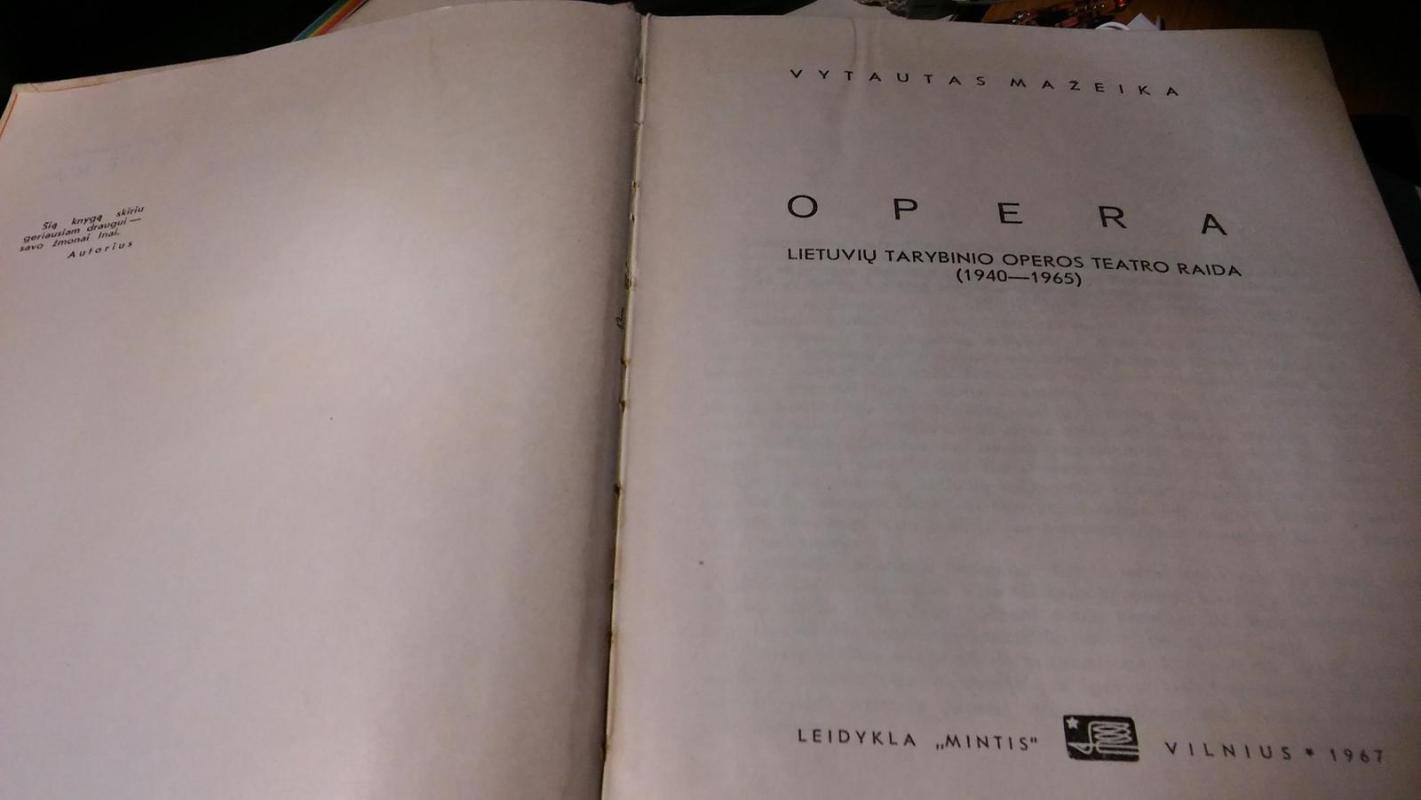 Šią knygą skiriu
geriausiam draugui —
savo žmonai Inai.
Autorius
VYTAUTAS MAŽEIKA
OPERA
LIETUVIŲ TARYBINIO OPEROS TEATRO RAIDA
(1940—1965)
LEIDYKLA „MINTIS“ VILNIUS * 1967